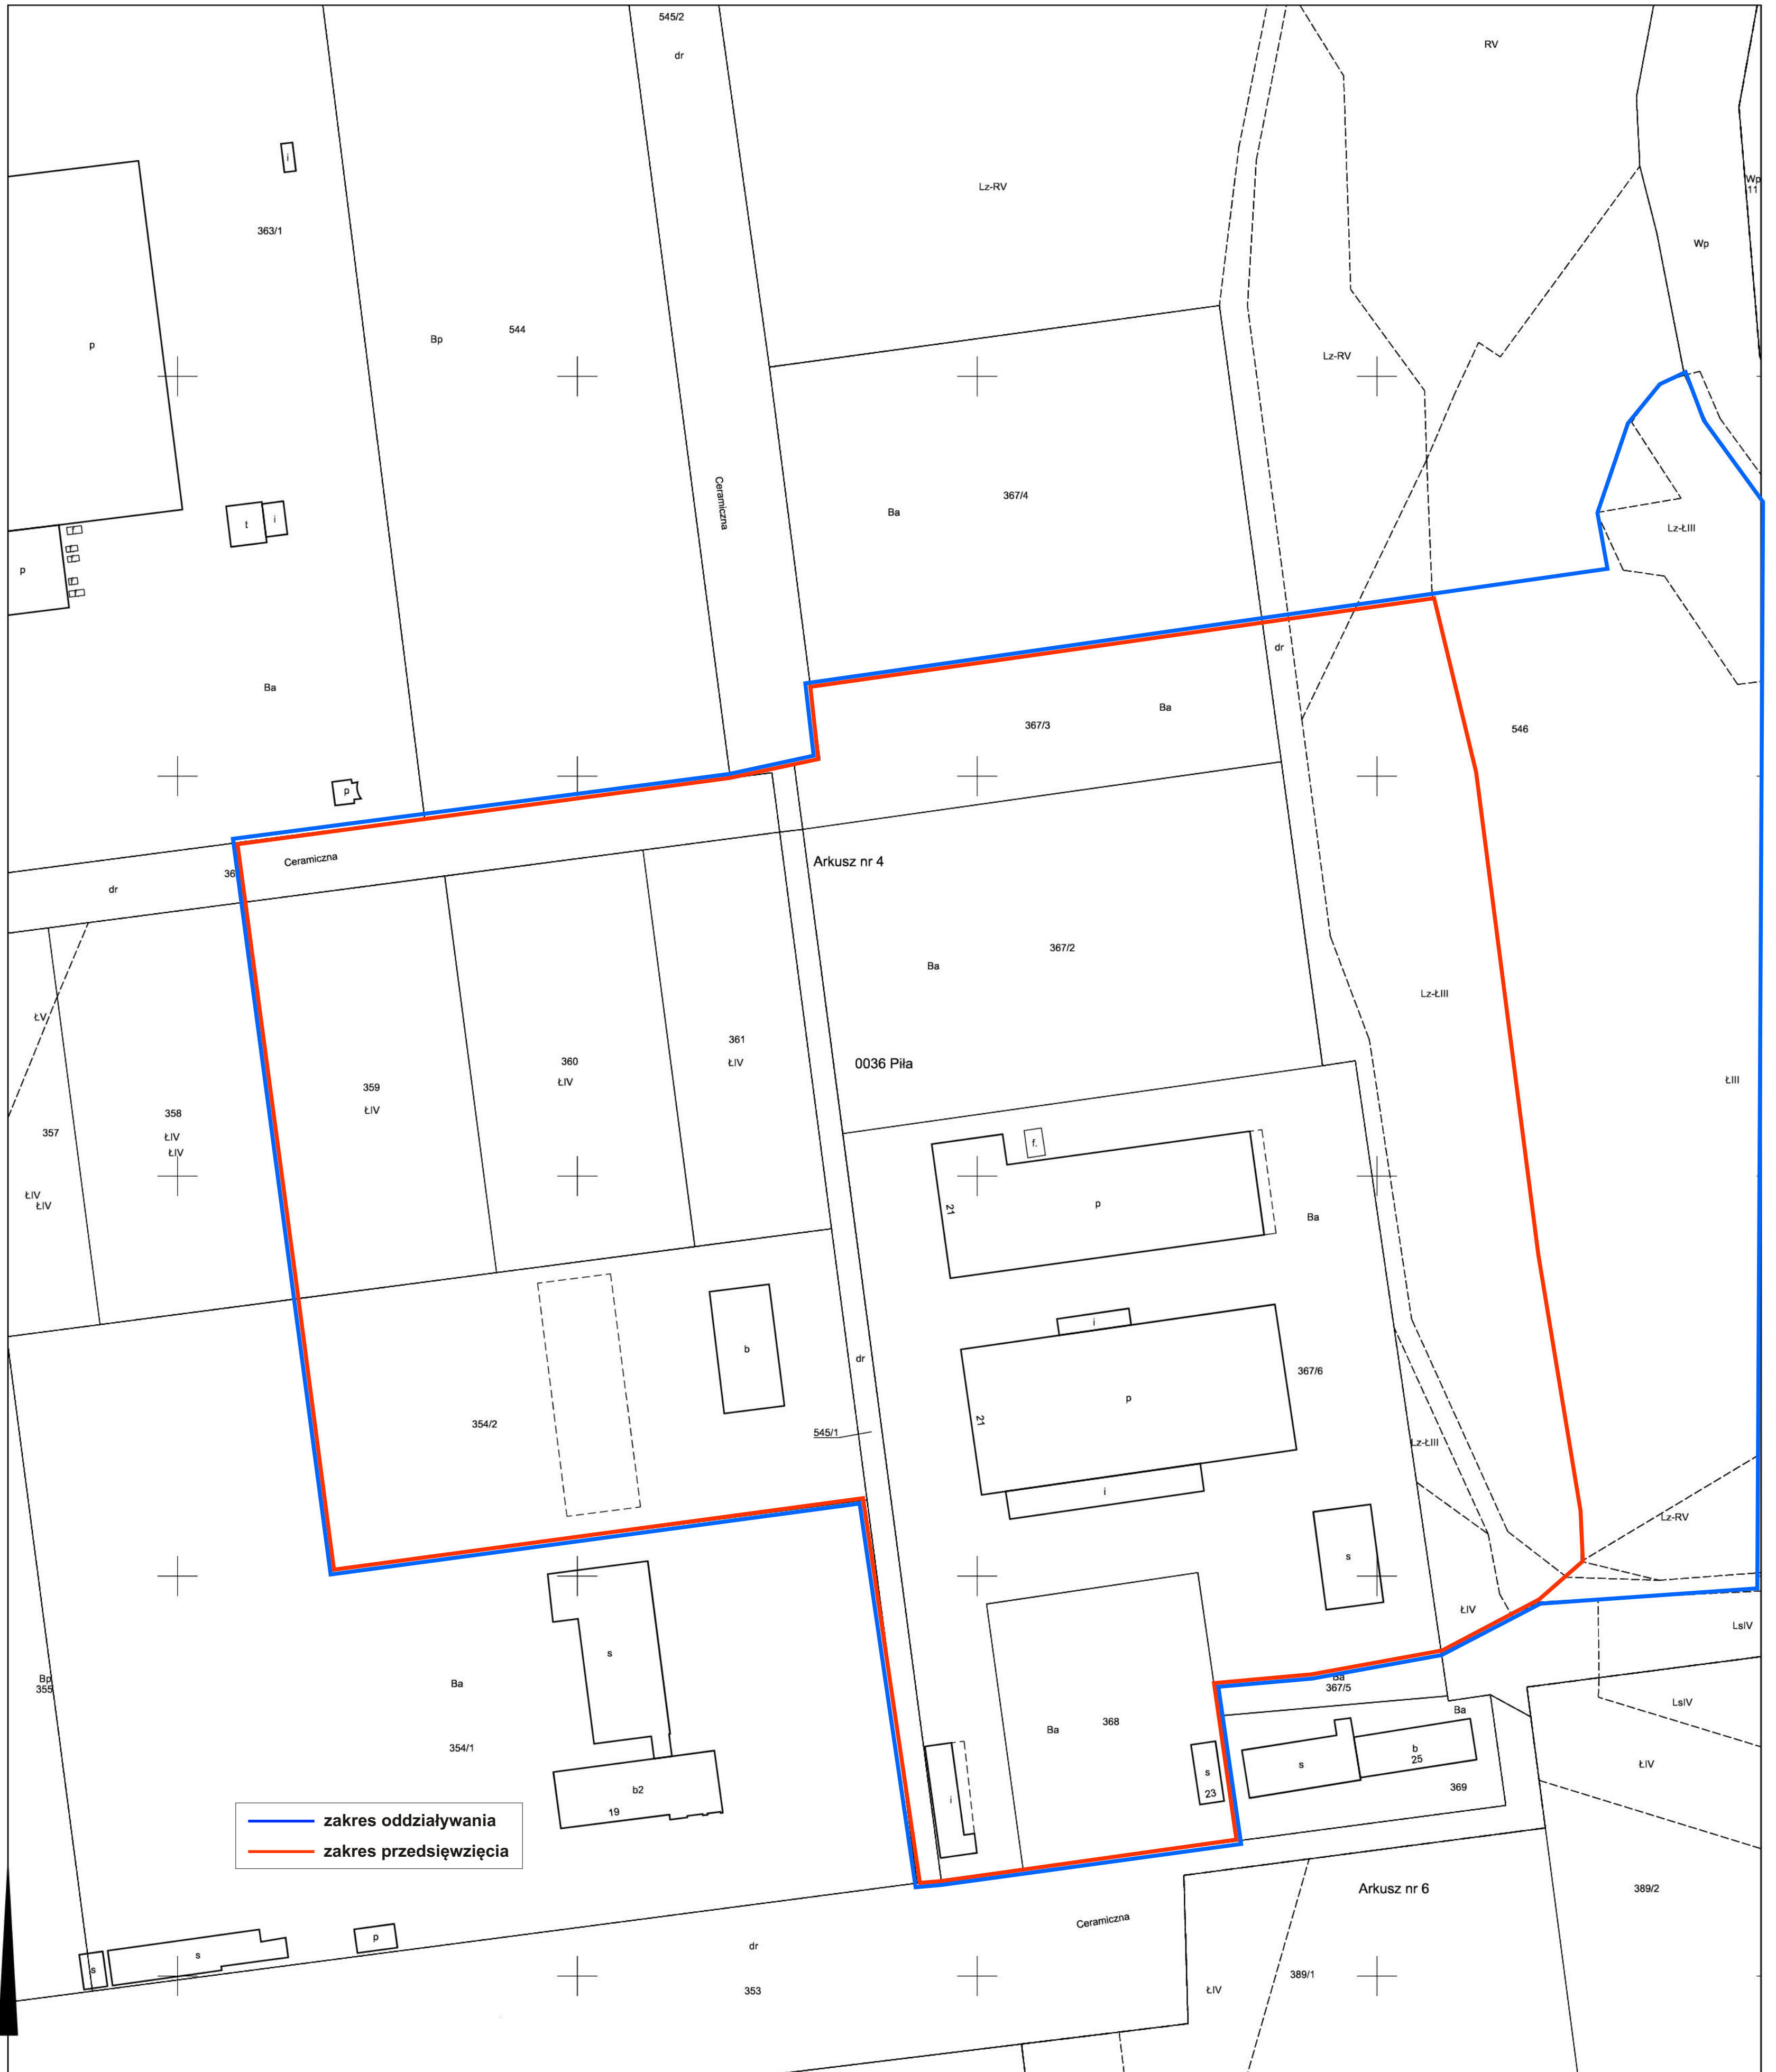 545/2
dr
RV
i
Lz-RV
Wp
11
363/1
Wp
544
Bp
p
Lz-RV
Ceramiczna
367/4
Ba
t
i
Lz-ŁIII
f
f
f
f
f
p
dr
Ba
Ba
367/3
546
p
Ceramiczna
Arkusz nr 4
36
dr
367/2
Ba
Lz-ŁIII
ŁV
361
ŁIV
360
ŁIV
0036 Piła
359
ŁIV
ŁIII
358
ŁIV
ŁIV
357
f.
ŁIV
ŁIV
21
p
Ba
i
b
dr
367/6
p
21
354/2
545/1
Lz-ŁIII
i
Lz-RV
s
ŁIV
LsIV
s
Bp
355
Ba
Ba
367/5
LsIV
Ba
368
Ba
354/1
b
25
s
ŁIV
s
23
369
b2
19
i
zakres oddziaływania
zakres przedsięwzięcia
Arkusz nr 6
389/2
Ceramiczna
p
dr
s
s
389/1
353
ŁIV